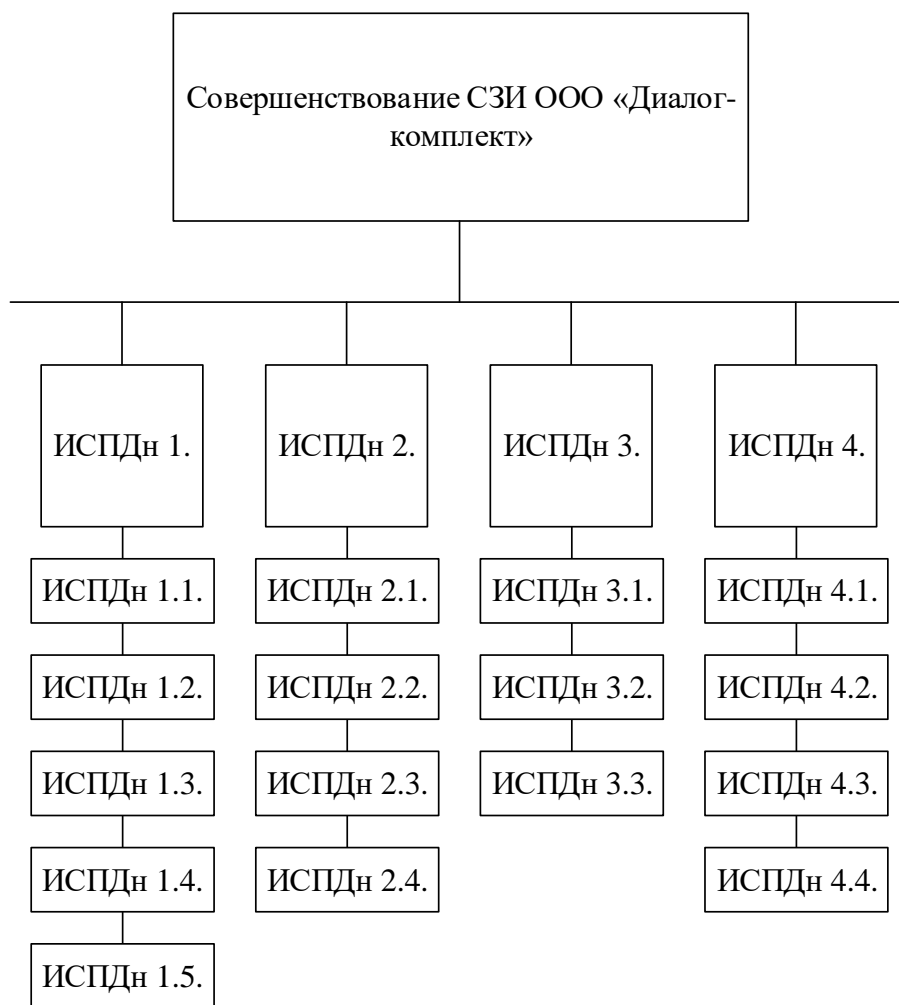 Совершенствование СЗИ ООО «Диалог-
комплект»
ИСПДн 1.
ИСПДн 2.
ИСПДн 3.
ИСПДн 4.
ИСПДн 1.1.
ИСПДн 2.1.
ИСПДн 3.1.
ИСПДн 4.1.
ИСПДн 1.2.
ИСПДн 2.2.
ИСПДн 3.2.
ИСПДн 4.2.
ИСПДн 1.3.
ИСПДн 2.3.
ИСПДн 3.3.
ИСПДн 4.3.
ИСПДн 1.4.
ИСПДн 2.4.
ИСПДн 4.4.
ИСПДн 1.5.